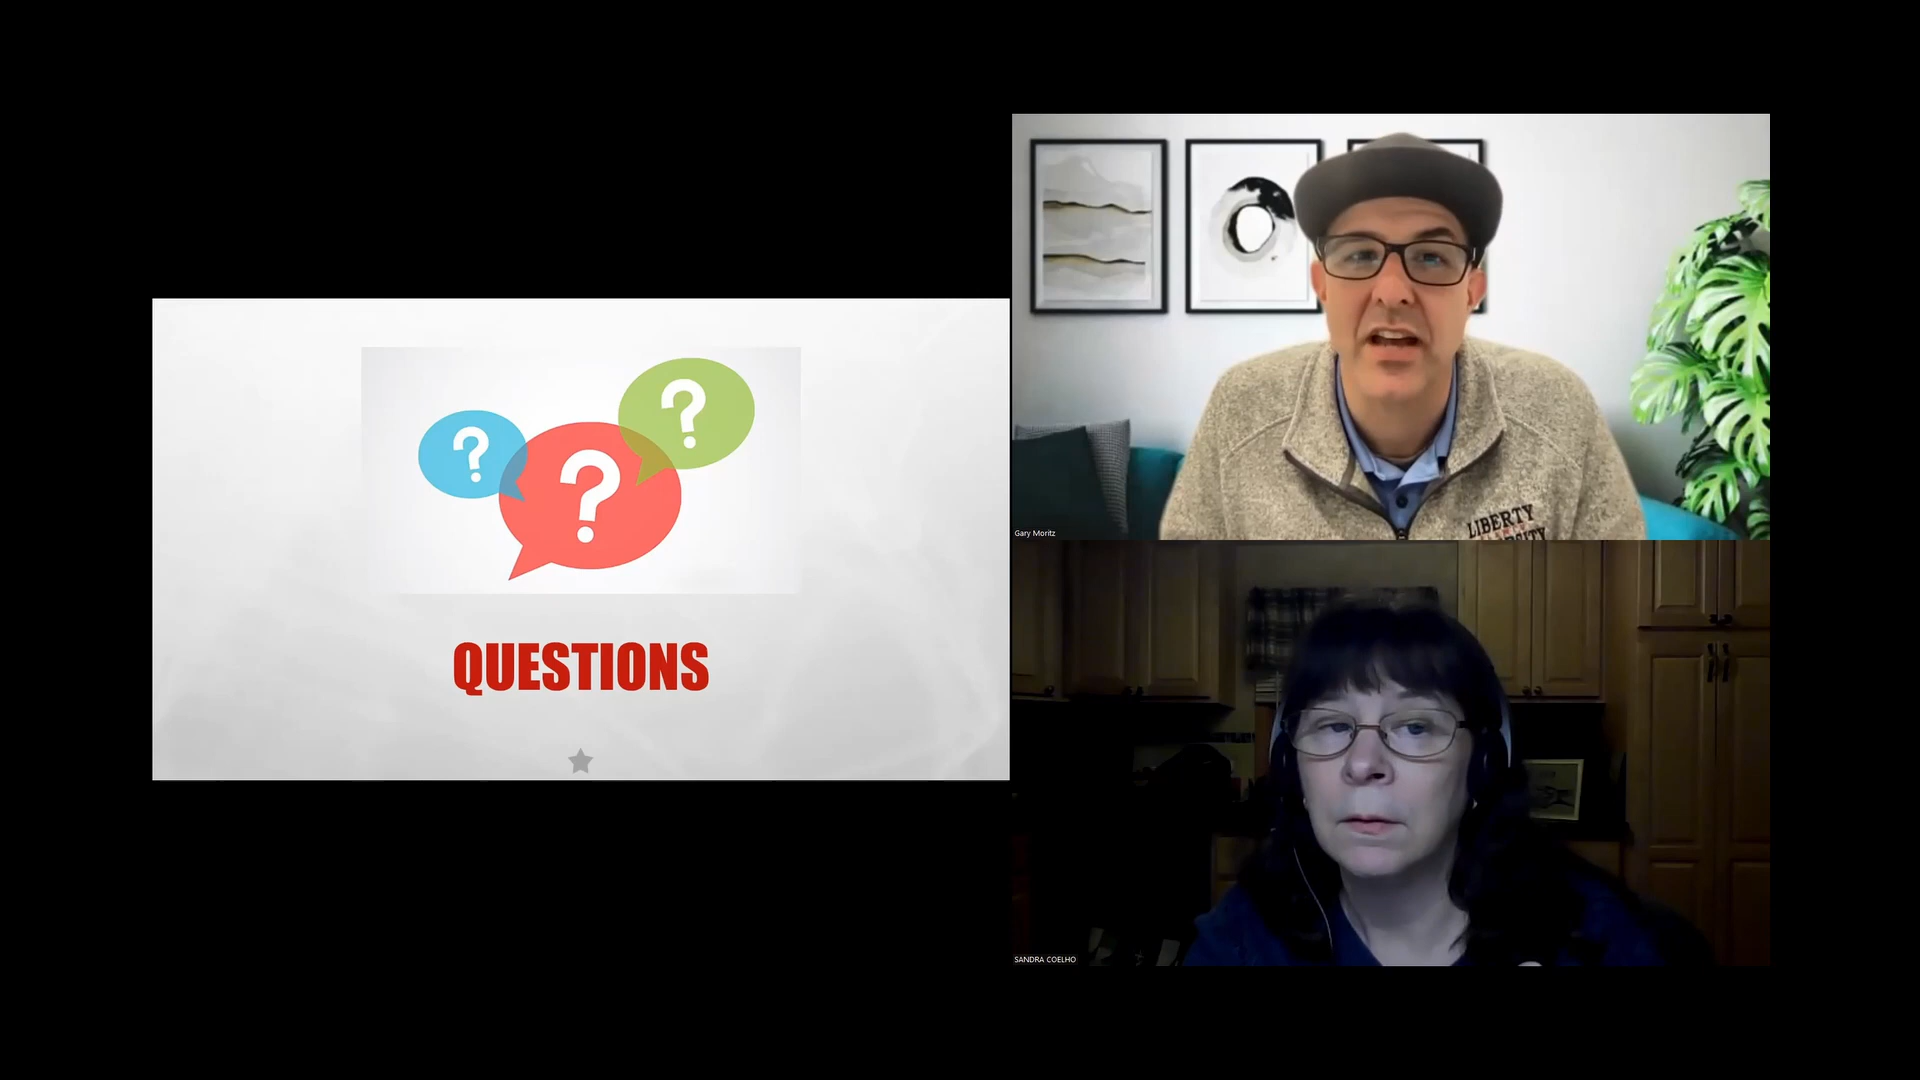 ?
?
?
QUESTIONS
LIBERTY
Gary Moritz
SANDRA COELHO